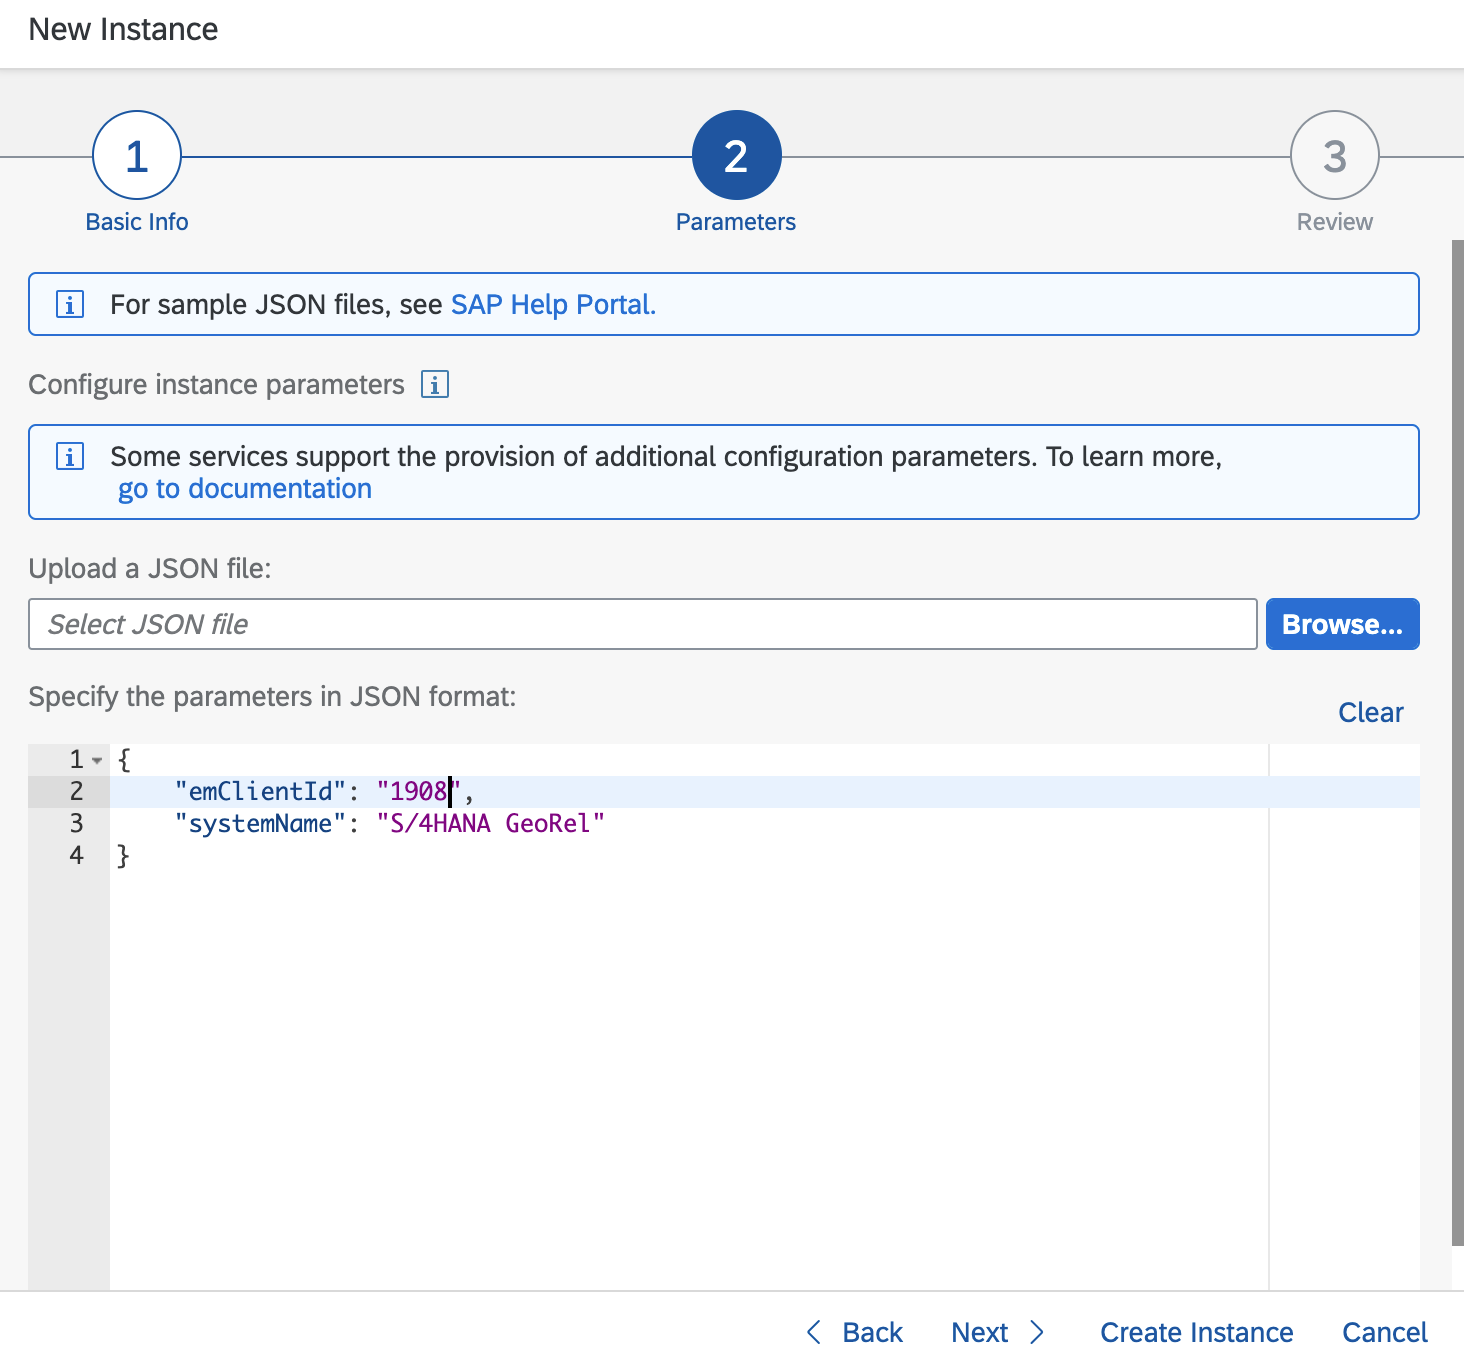 New Instance
1
2
3
Basic Info
Parameters
Review
For sample JSON files, see SAP Help Portal.
Configure instance parameters
Some services support the provision of additional configuration parameters. To learn more,
go to documentation
Upload a JSON file:
Select JSON file
Browse...
Specify the parameters in JSON format:
Clear
1 {
2 "emClientId": "1908",
3 "systemName": "S/4HANA GeoRel"
4 }
Back Next Create Instance Cancel